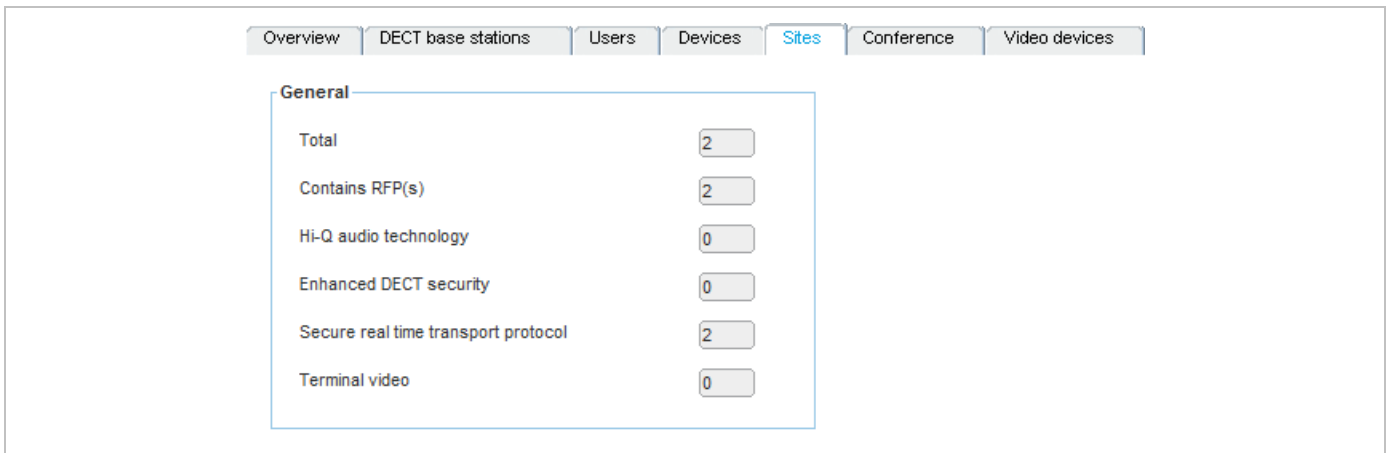 Overview DECT base stations Users Devices Sites Conference Video devices
General
Total 2
Contains RFP(s) 2
Hi-Q audio technology 0
Enhanced DECT security 0
Secure real time transport protocol 2
Terminal video 0